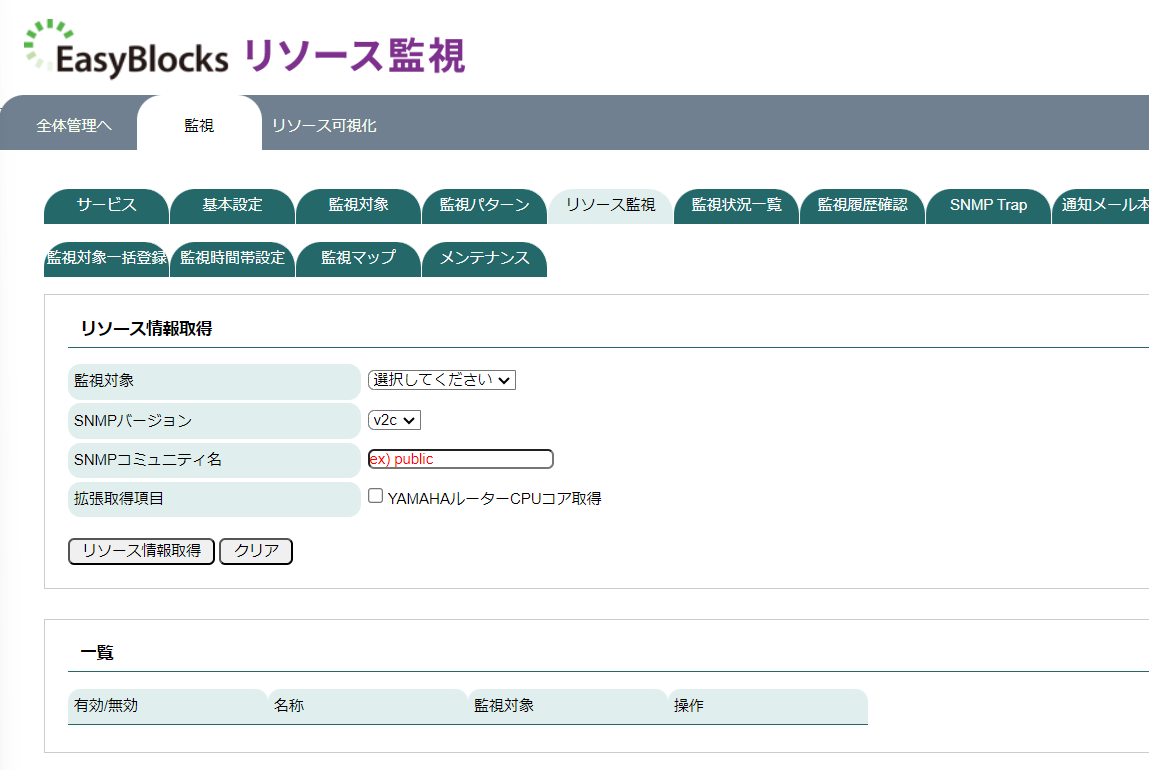 EasyBlocks リソース監視
全体管理へ 監視 リソース可視化
サービス 基本設定 監視対象 監視パターン リソース監視 監視状況一覧 監視履歴確認 SNMP Trap 通知メール本
監視対象一括登録 監視時間帯設定 監視マップ メンテナンス
リソース情報取得
監視対象 選択してください
SNMPバージョン v2c
SNMPコミュニティ名 ex) public
拡張取得項目 YAMAHAルーターCPUコア取得
リソース情報取得 クリア
一覧
有効/無効 名称 監視対象 操作